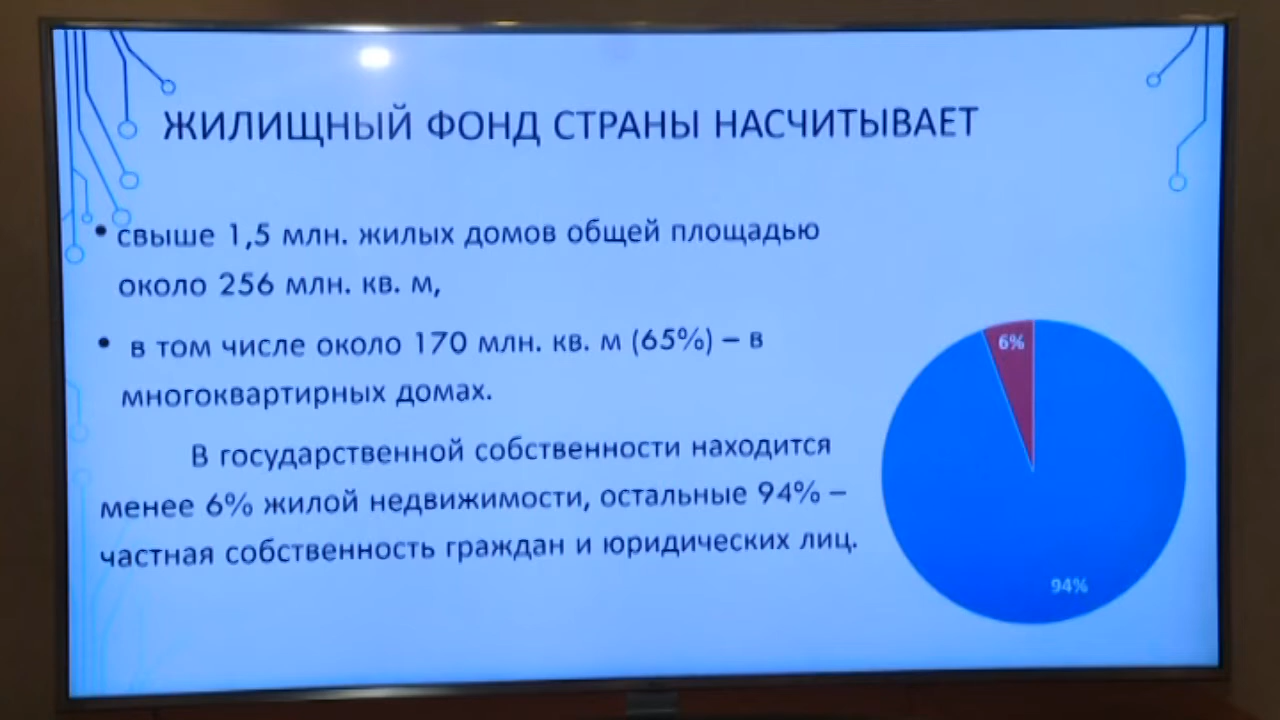 ЖИЛИЩНЫЙ ФОНД СТРАНЫ НАСЧИТЫВАЕТ
• свыше 1,5 млн. жилых домов общей площадью
около 256 млн. кв. м,
• в том числе около 170 млн. кв. м (65%) – в
многоквартирных домах.
В государственной собственности находится
менее 6% жилой недвижимости, остальные 94% –
частная собственность граждан и юридических лиц.
6%
94%